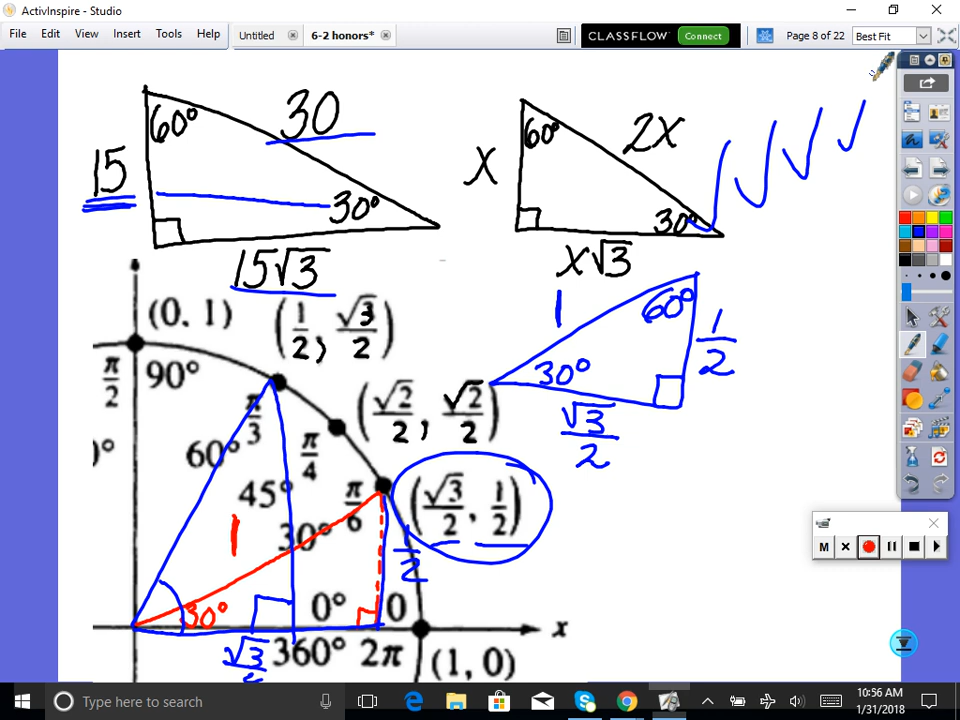 ActivInspire - Studio
File Edit View Insert Tools Help
Untitled
6-2 honors*
CLASSFLOW Connect
Page 8 of 22
Best Fit
60°
30
15
30°
15√3
60°
2x
x
30°
x√3
(0, 1)
(1/2, √3/2)
π/2
90°
π/3
60°
(√2/2, √2/2)
π/4
45°
π/6
30°
(√3/2, 1/2)
1
1/2
30°
0°
0
x
√3
360°
2π
(1, 0)
1
60°
1/2
30°
√3/2
M
Type here to search
10:56 AM
1/31/2018